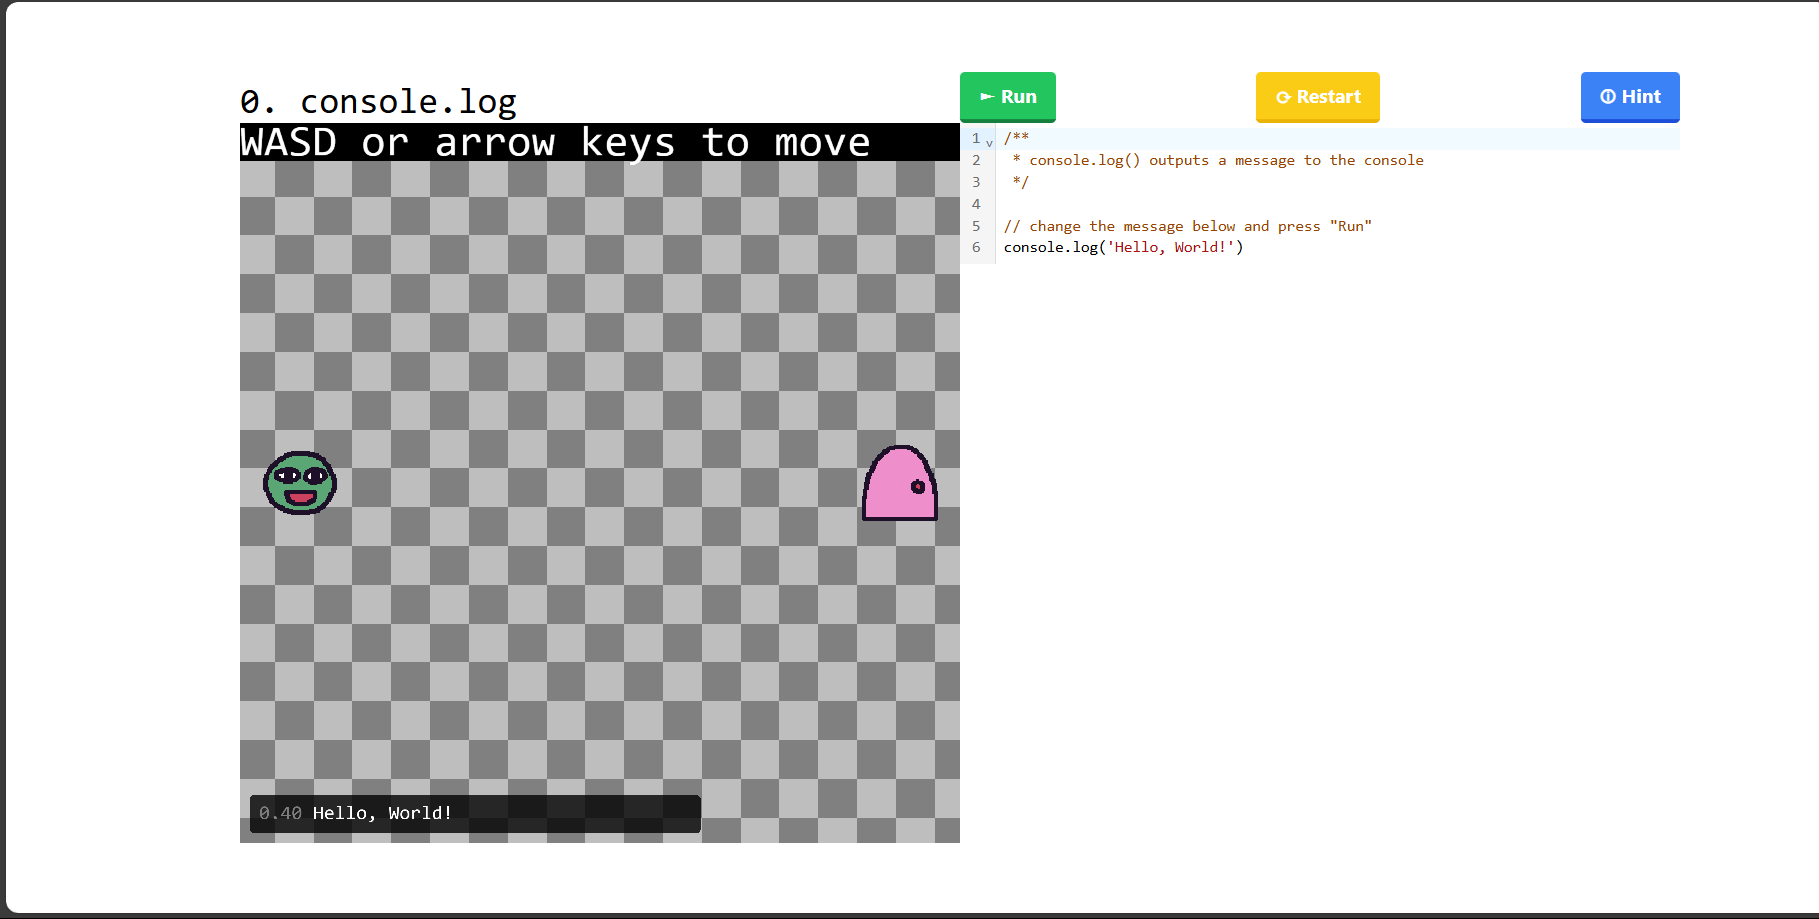 0. console.log
WASD or arrow keys to move
0.40 Hello, World!
Run
Restart
Hint
1 /**
2  * console.log() outputs a message to the console
3  */
4
5 // change the message below and press "Run"
6 console.log('Hello, World!')